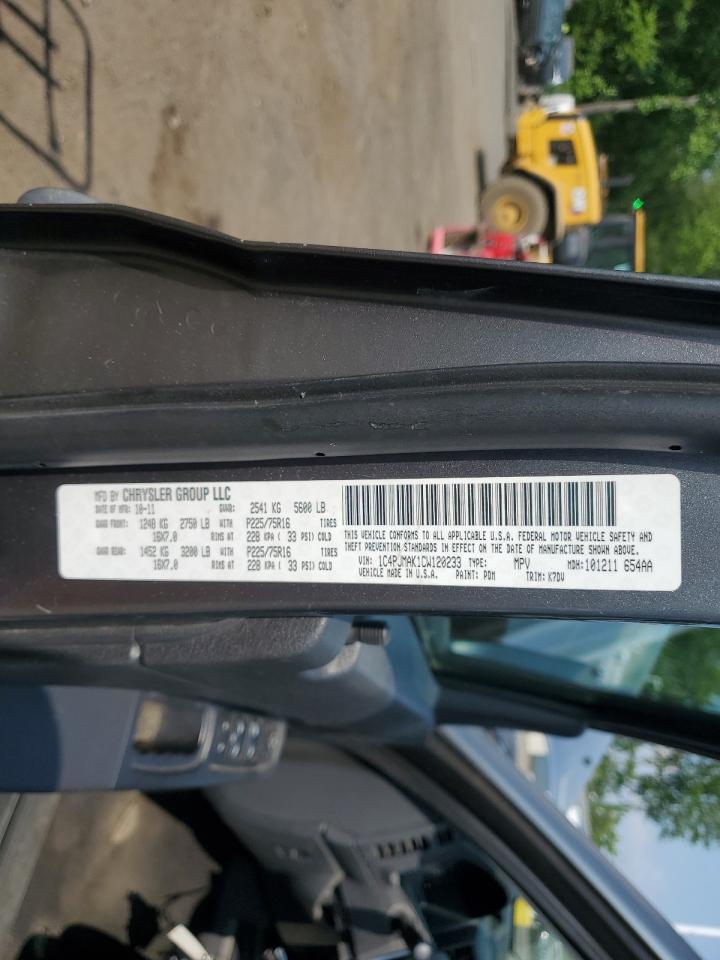 MFD BY CHRYSLER GROUP LLC
DATE OF MFR: 10-11 GVWR: 2541 KG 5600 LB
GAWR FRONT: 1248 KG 2750 LB WITH P225/75R16 TIRES
16X7.0 RIMS AT 228 KPA ( 33 PSI) COLD
GAWR REAR: 1452 KG 3200 LB WITH P225/75R16 TIRES
16X7.0 RIMS AT 228 KPA ( 33 PSI) COLD
THIS VEHICLE CONFORMS TO ALL APPLICABLE U.S.A. FEDERAL MOTOR VEHICLE SAFETY AND
THEFT PREVENTION STANDARDS IN EFFECT ON THE DATE OF MANUFACTURE SHOWN ABOVE.
VIN: 1C4PJMAK1CW120233 TYPE: MPV MDH: 101211 654AA
VEHICLE MADE IN U.S.A. PAINT: PDM TRIM: K7DV